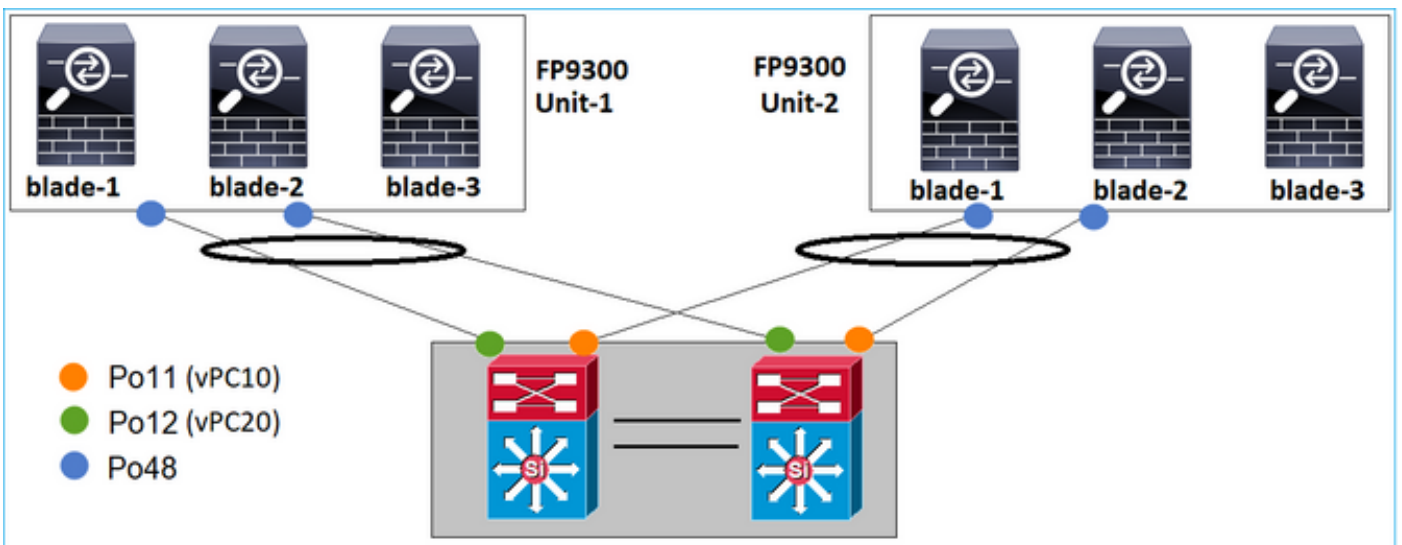 FP9300
Unit-1
FP9300
Unit-2
blade-1
blade-2
blade-3
blade-1
blade-2
blade-3
Po11 (vPC10)
Po12 (vPC20)
Po48
Si
Si